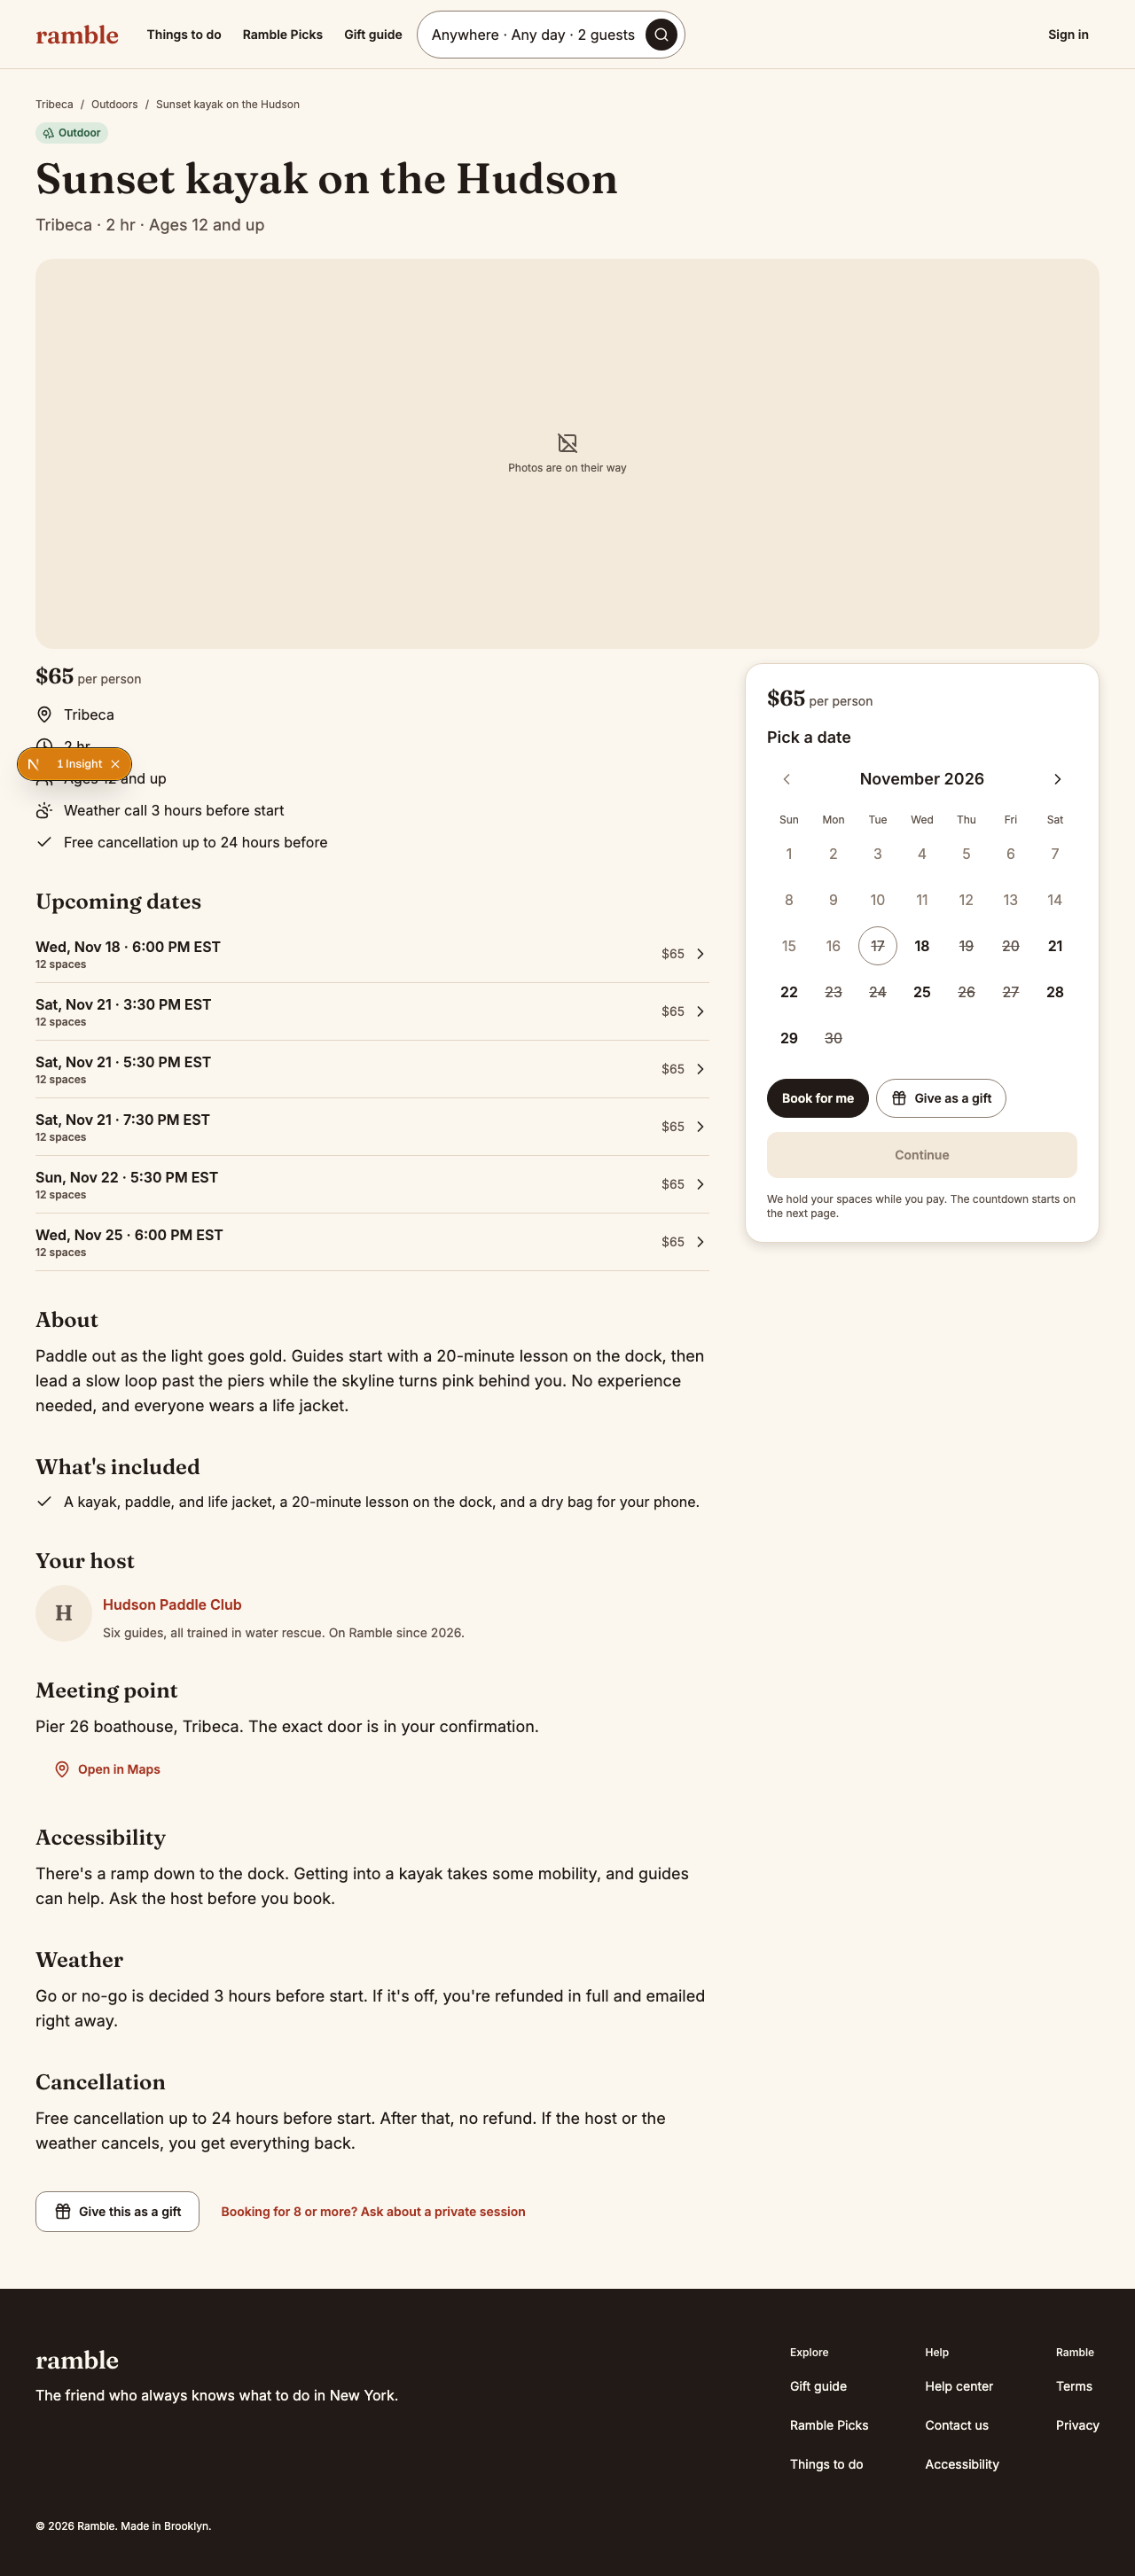 ramble
Things to do
Ramble Picks
Gift guide
Anywhere · Any day · 2 guests
Sign in
Tribeca / Outdoors / Sunset kayak on the Hudson
Outdoor
Sunset kayak on the Hudson
Tribeca · 2 hr · Ages 12 and up
Photos are on their way
$65 per person
Tribeca
2 hr
1 Insight
Ages 12 and up
Weather call 3 hours before start
Free cancellation up to 24 hours before
Upcoming dates
Wed, Nov 18 · 6:00 PM EST
12 spaces
$65
Sat, Nov 21 · 3:30 PM EST
12 spaces
$65
Sat, Nov 21 · 5:30 PM EST
12 spaces
$65
Sat, Nov 21 · 7:30 PM EST
12 spaces
$65
Sun, Nov 22 · 5:30 PM EST
12 spaces
$65
Wed, Nov 25 · 6:00 PM EST
12 spaces
$65
$65 per person
Pick a date
November 2026
Sun Mon Tue Wed Thu Fri Sat
1 2 3 4 5 6 7
8 9 10 11 12 13 14
15 16 17 18 19 20 21
22 23 24 25 26 27 28
29 30
Book for me
Give as a gift
Continue
We hold your spaces while you pay. The countdown starts on
the next page.
About
Paddle out as the light goes gold. Guides start with a 20-minute lesson on the dock, then
lead a slow loop past the piers while the skyline turns pink behind you. No experience
needed, and everyone wears a life jacket.
What's included
A kayak, paddle, and life jacket, a 20-minute lesson on the dock, and a dry bag for your phone.
Your host
H
Hudson Paddle Club
Six guides, all trained in water rescue. On Ramble since 2026.
Meeting point
Pier 26 boathouse, Tribeca. The exact door is in your confirmation.
Open in Maps
Accessibility
There's a ramp down to the dock. Getting into a kayak takes some mobility, and guides
can help. Ask the host before you book.
Weather
Go or no-go is decided 3 hours before start. If it's off, you're refunded in full and emailed
right away.
Cancellation
Free cancellation up to 24 hours before start. After that, no refund. If the host or the
weather cancels, you get everything back.
Give this as a gift
Booking for 8 or more? Ask about a private session
ramble
The friend who always knows what to do in New York.
Explore
Gift guide
Ramble Picks
Things to do
Help
Help center
Contact us
Accessibility
Ramble
Terms
Privacy
© 2026 Ramble. Made in Brooklyn.